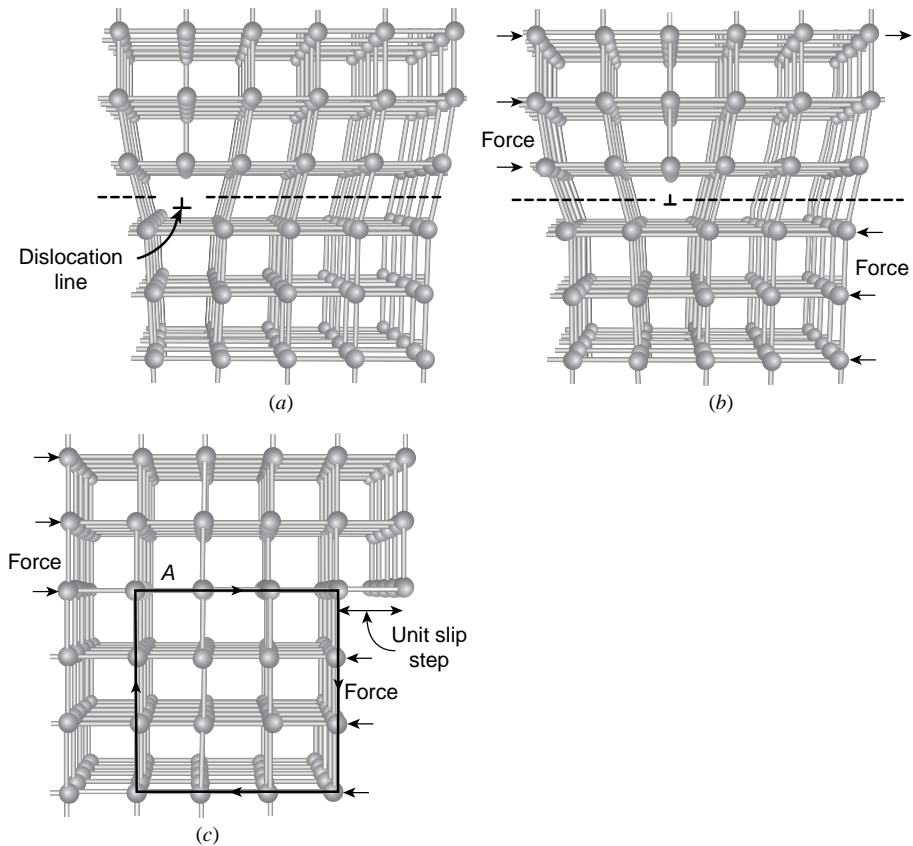 Force
Dislocation
line
(a)
Force
(b)
Force
A
Unit slip
step
Force
(c)